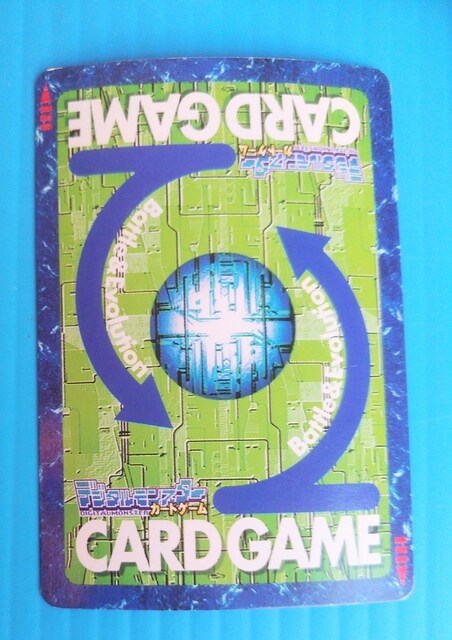 CARD GAME
デジタルモンスター
カードゲーム
Battle&Evolution
Battle&Evolution
デジタルモンスター
DIGITAL MONSTER カードゲーム
CARD GAME